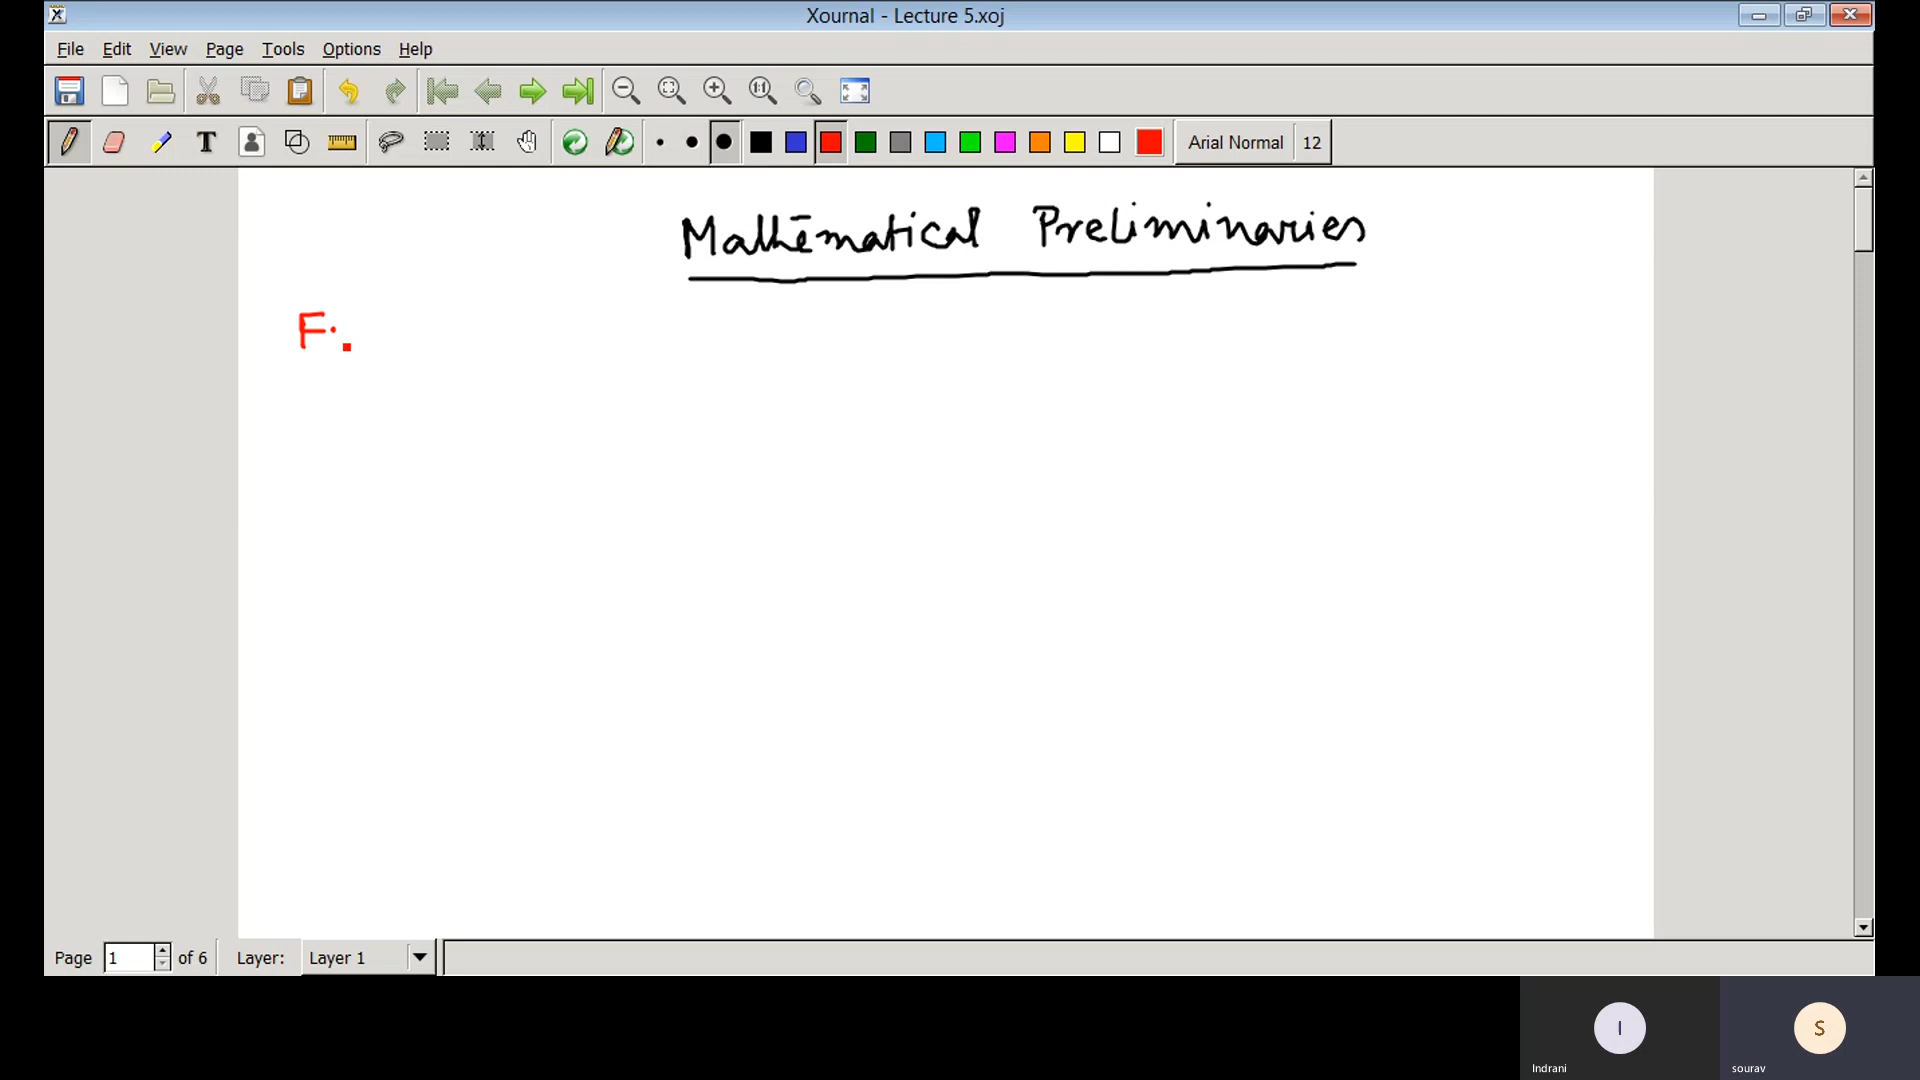 Xournal - Lecture 5.xoj
File Edit View Page Tools Options Help
Arial Normal 12
Mathematical Preliminaries
F.
Page 1 of 6 Layer: Layer 1
I S
Indrani sourav